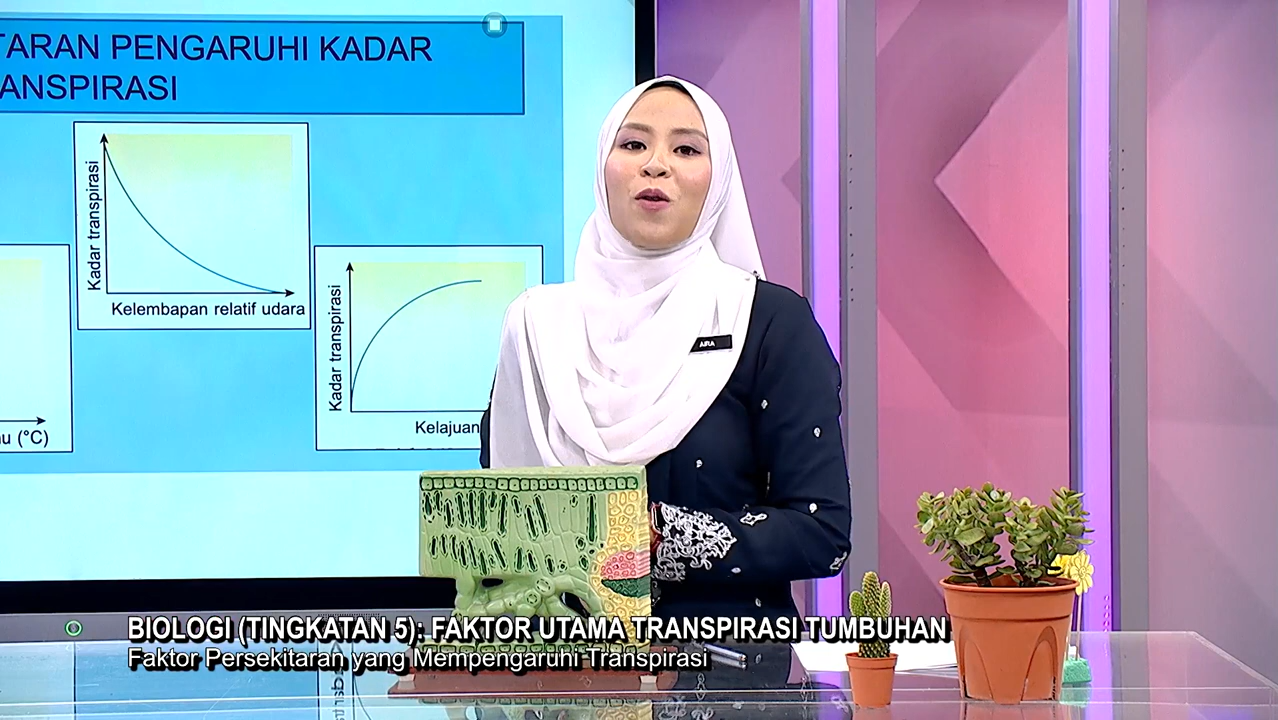 TARAN PENGARUHI KADAR
ANSPIRASI
Kadar transpirasi
Kelembapan relatif udara
Kadar transpirasi
Kelajuan
u (°C)
AIRA
BIOLOGI (TINGKATAN 5): FAKTOR UTAMA TRANSPIRASI TUMBUHAN
Faktor Persekitaran yang Mempengaruhi Transpirasi